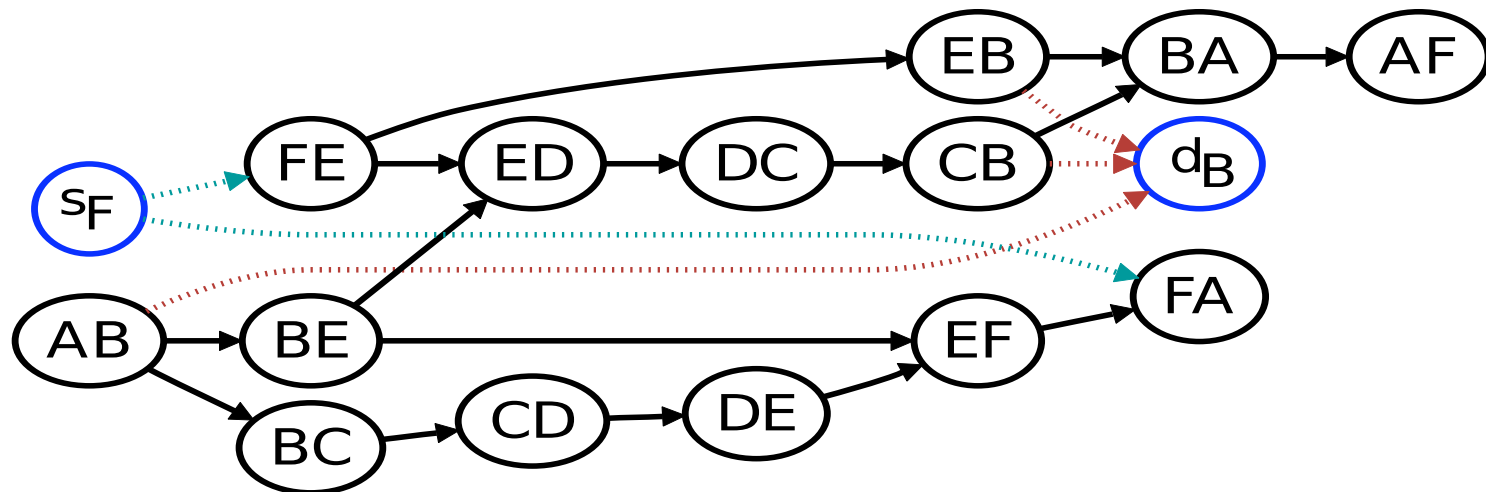 EB BA AF
FE ED DC CB dB
sF
FA
AB BE EF
BC CD DE